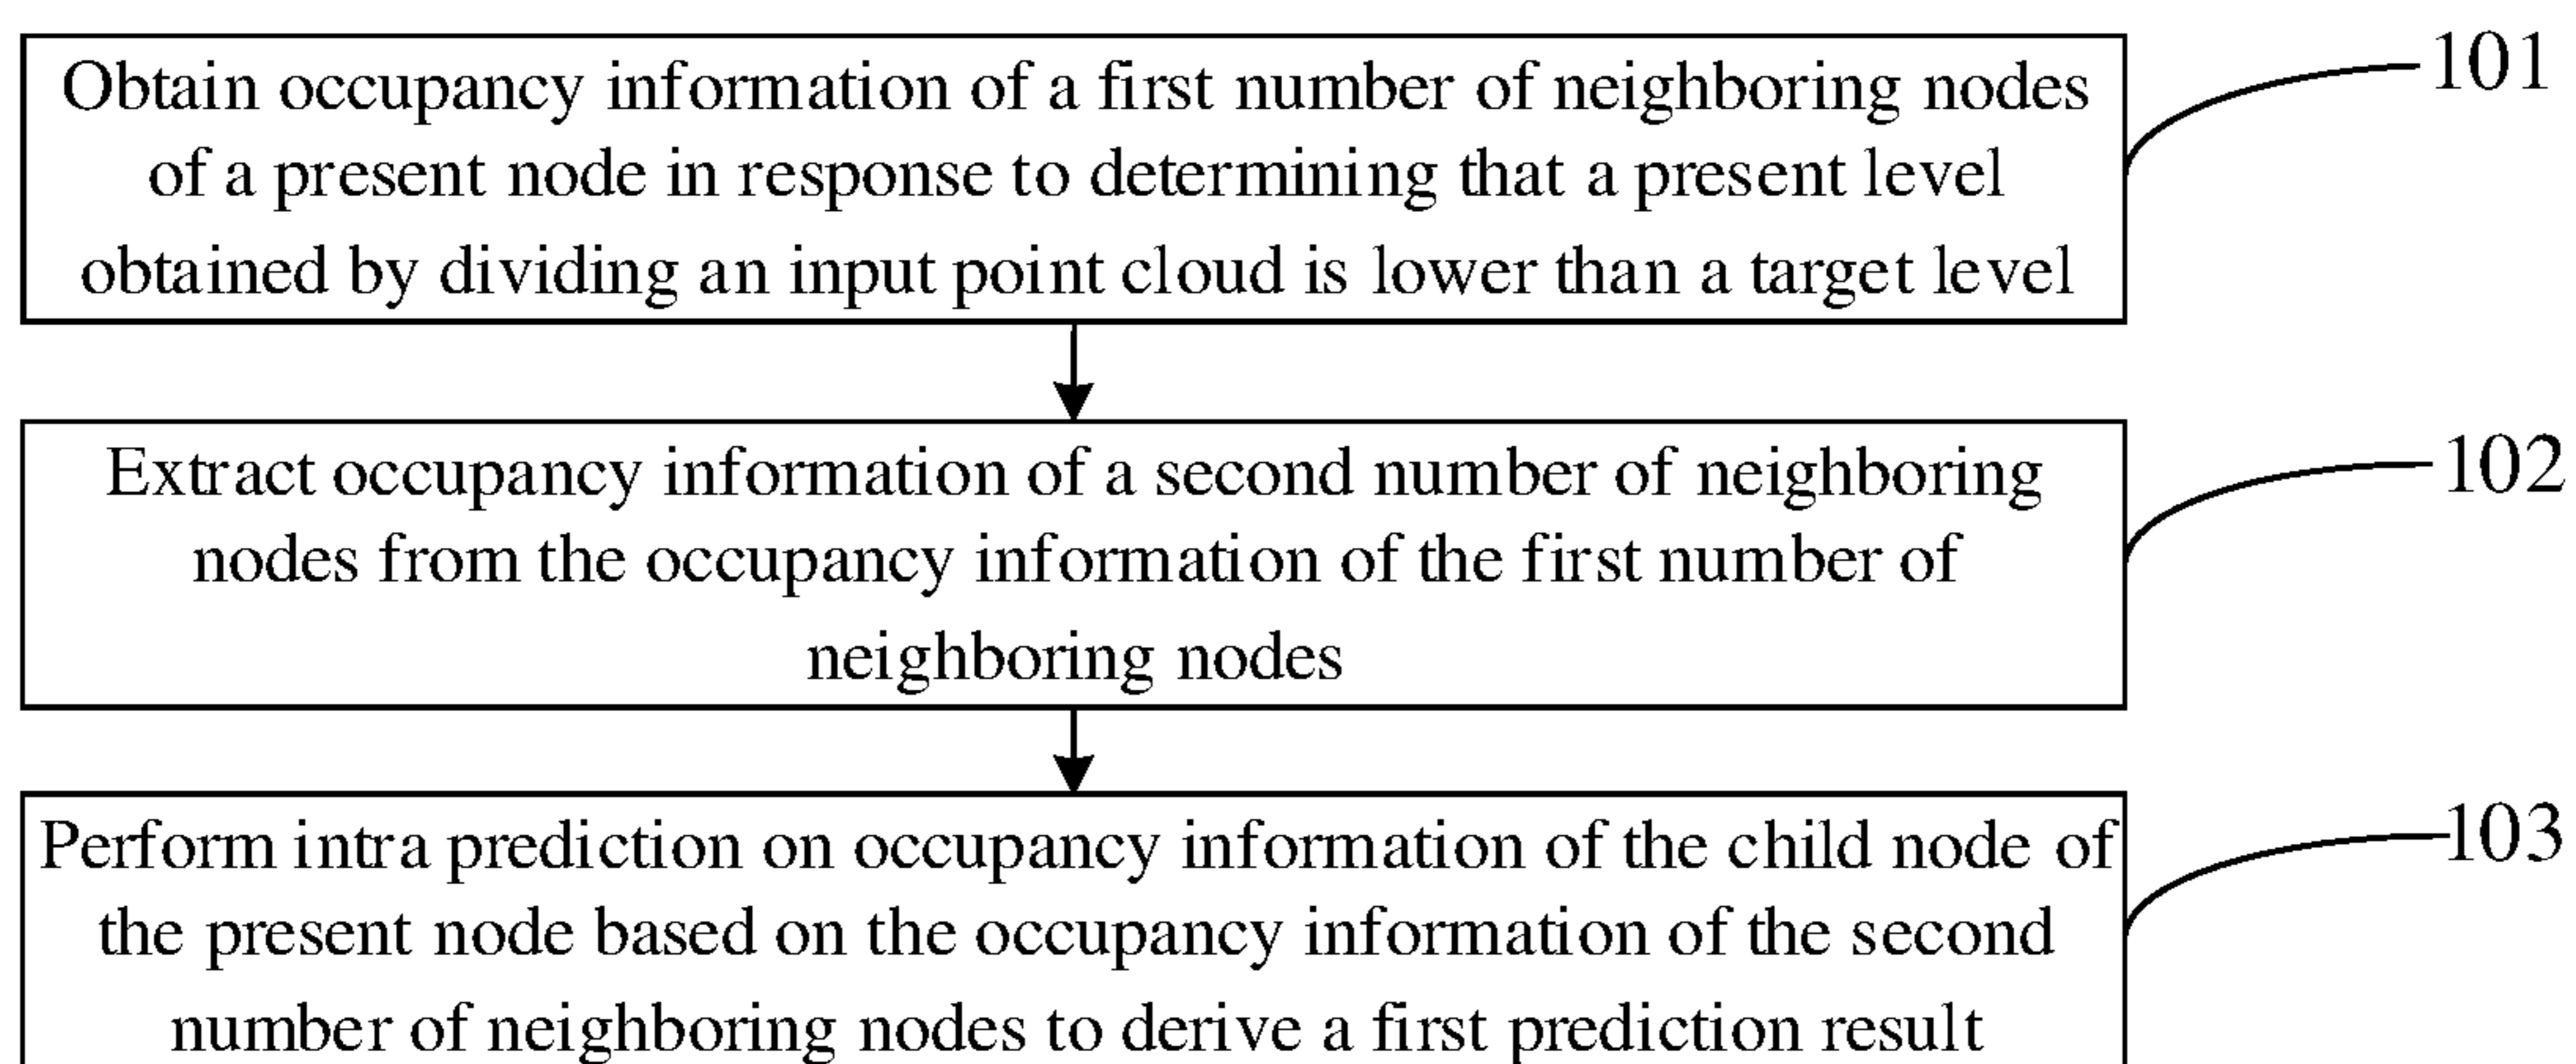 Obtain occupancy information of a first number of neighboring nodes
of a present node in response to determining that a present level
obtained by dividing an input point cloud is lower than a target level
101
Extract occupancy information of a second number of neighboring
nodes from the occupancy information of the first number of
neighboring nodes
102
Perform intra prediction on occupancy information of the child node of
the present node based on the occupancy information of the second
number of neighboring nodes to derive a first prediction result
103